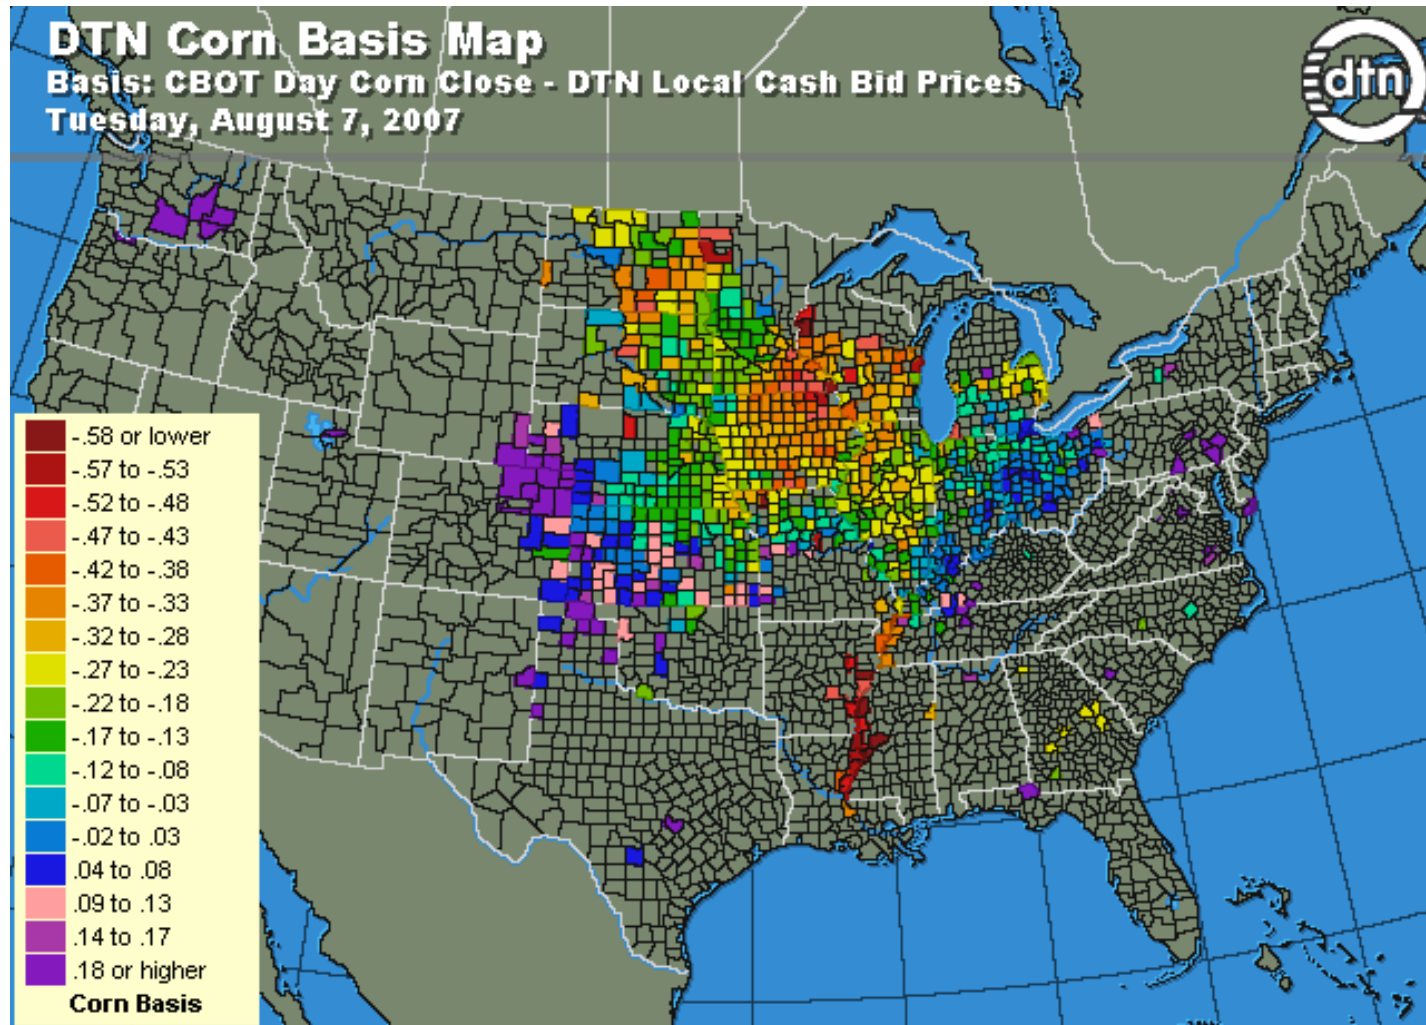 DTN Corn Basis Map
Basis: CBOT Day Corn Close - DTN Local Cash Bid Prices
Tuesday, August 7, 2007
dtn
-.58 or lower
-.57 to -.53
-.52 to -.48
-.47 to -.43
-.42 to -.38
-.37 to -.33
-.32 to -.28
-.27 to -.23
-.22 to -.18
-.17 to -.13
-.12 to -.08
-.07 to -.03
-.02 to .03
.04 to .08
.09 to .13
.14 to .17
.18 or higher
Corn Basis